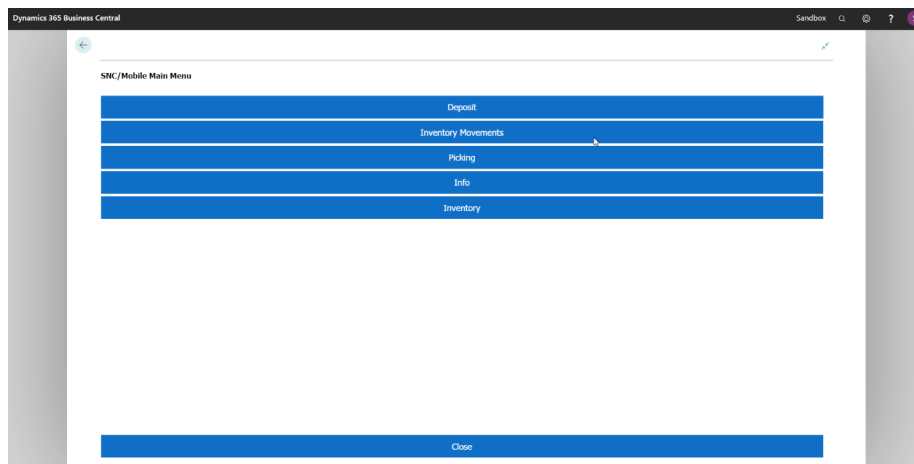 Dynamics 365 Business Central
Sandbox
?
SNC/Mobile Main Menu
Deposit
Inventory Movements
Picking
Info
Inventory
Close